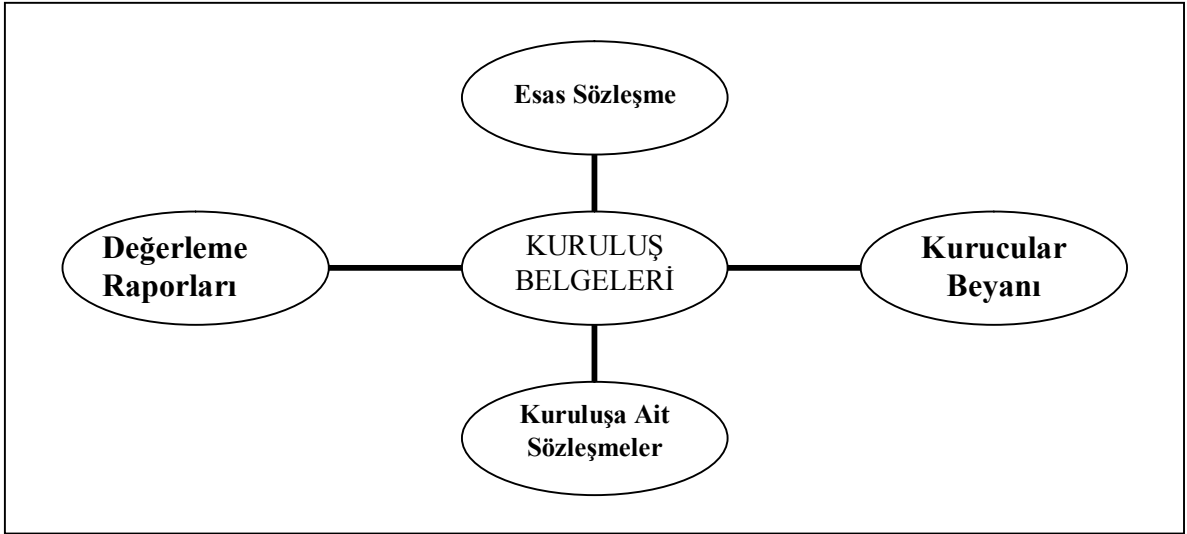 Esas Sözleşme
Değerleme
Raporları
KURULUŞ
BELGELERİ
Kurucular
Beyanı
Kuruluşa Ait
Sözleşmeler